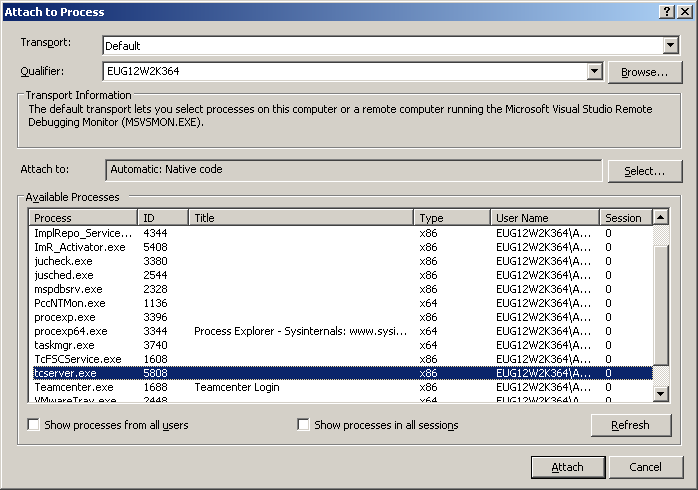 Attach to Process
Transport: Default
Qualifier: EUG12W2K364 Browse...
Transport Information
The default transport lets you select processes on this computer or a remote computer running the Microsoft Visual Studio Remote
Debugging Monitor (MSVSMON.EXE).
Attach to: Automatic: Native code Select...
Available Processes
Process ID Title Type User Name Session
ImplRepo_Service... 4344 x86 EUG12W2K364\A... 0
ImR_Activator.exe 5408 x86 EUG12W2K364\A... 0
jucheck.exe 3380 x86 EUG12W2K364\A... 0
jusched.exe 2544 x86 EUG12W2K364\A... 0
mspdbsrv.exe 2328 x86 EUG12W2K364\A... 0
PccNTMon.exe 1136 x64 EUG12W2K364\A... 0
procexp.exe 3396 x86 EUG12W2K364\A... 0
procexp64.exe 3344 Process Explorer - Sysinternals: www.sysi... x64 EUG12W2K364\A... 0
taskmgr.exe 3740 x64 EUG12W2K364\A... 0
TcFSCService.exe 1608 x86 EUG12W2K364\A... 0
tcserver.exe 5808 x86 EUG12W2K364\A... 0
Teamcenter.exe 1688 Teamcenter Login x86 EUG12W2K364\A... 0
VMwareTray.exe 2448 x64 EUG12W2K364\A... 0
Show processes from all users Show processes in all sessions Refresh
Attach Cancel